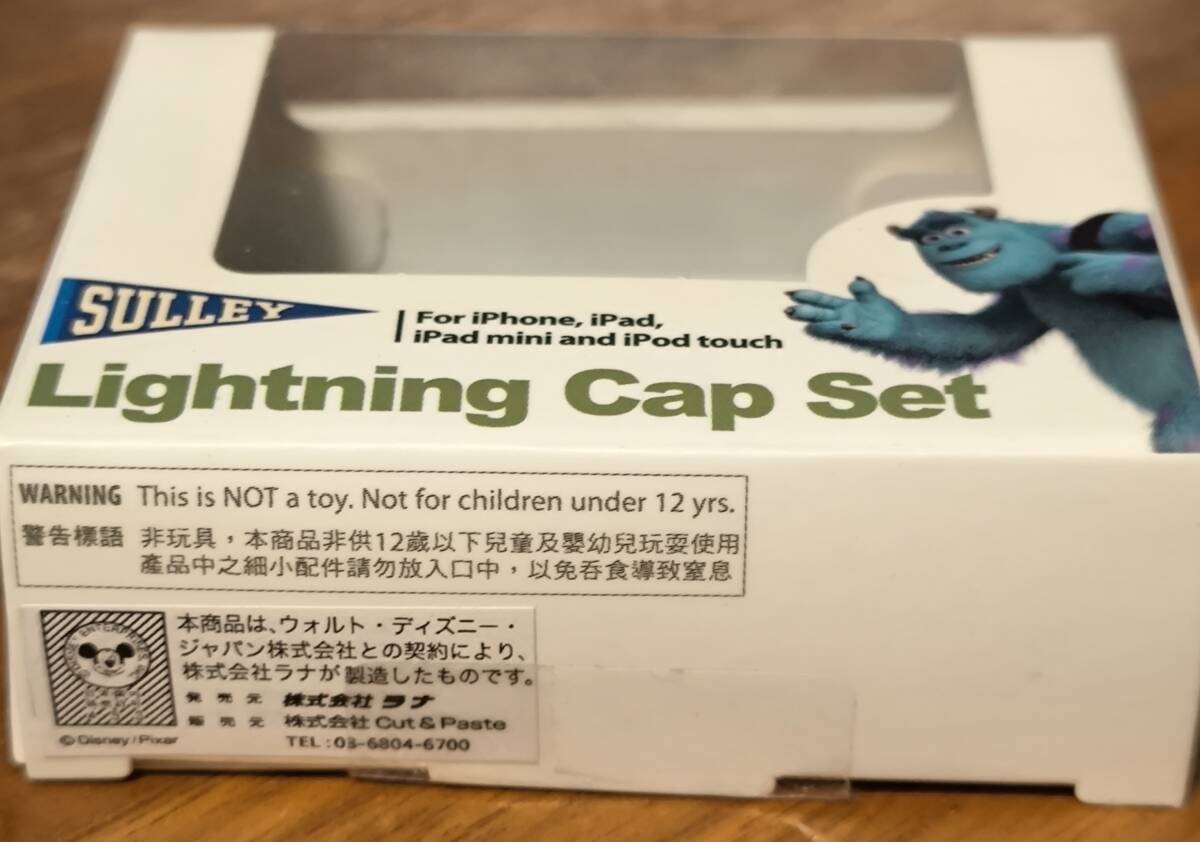 SULLEY
For iPhone, iPad,
iPad mini and iPod touch
Lightning Cap Set
WARNING This is NOT a toy. Not for children under 12 yrs.
警告標語 非玩具，本商品非供12歲以下兒童及嬰幼兒玩耍使用
產品中之細小配件請勿放入口中，以免吞食導致窒息
本商品は、ウォルト・ディズニー・
ジャパン株式会社との契約により、
株式会社ラナが製造したものです。
発売元 株式会社ラナ
販売元 株式会社 Cut & Paste
©Disney/Pixar TEL：03-6804-6700
ENTERPRISES